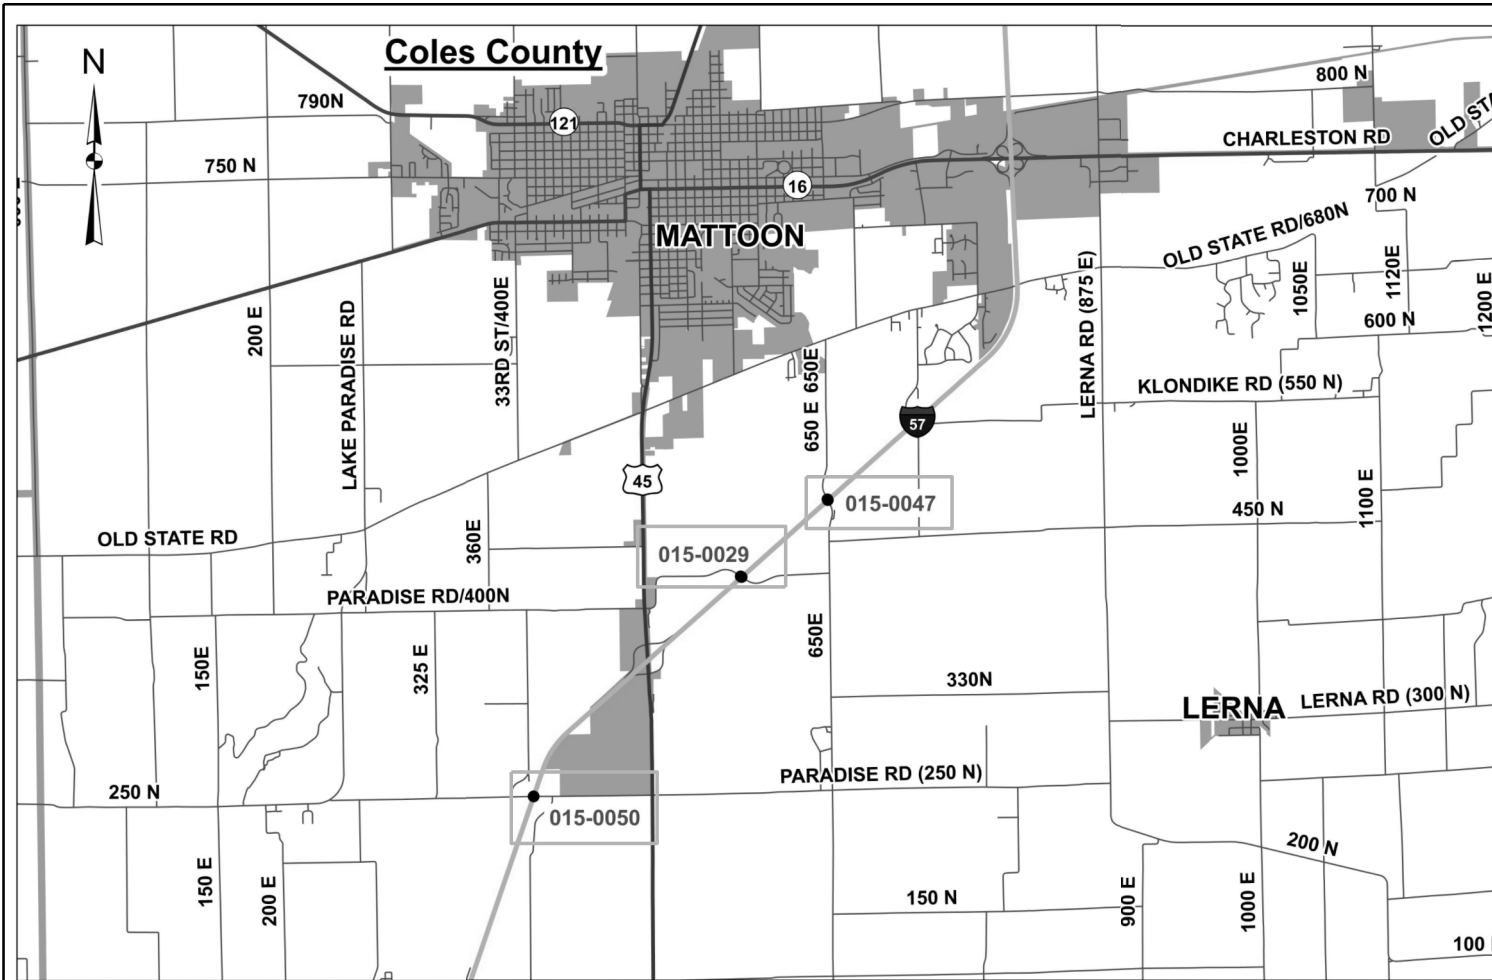 Coles County
N
790N
121
800 N
CHARLESTON RD
750 N
16
700 N
MATTOON
OLD STATE RD/680N
LERNA RD (875 E)
1050E
1120E
1200 E
200 E
LAKE PARADISE RD
33RD ST/400E
650E
650 E
600 N
KLONDIKE RD (550 N)
57
1000E
1100 E
45
015-0047
450 N
OLD STATE RD
360E
015-0029
PARADISE RD/400N
150E
325 E
650E
330N
LERNA
LERNA RD (300 N)
PARADISE RD (250 N)
250 N
015-0050
200 N
150 E
200 E
150 N
900 E
1000 E
100